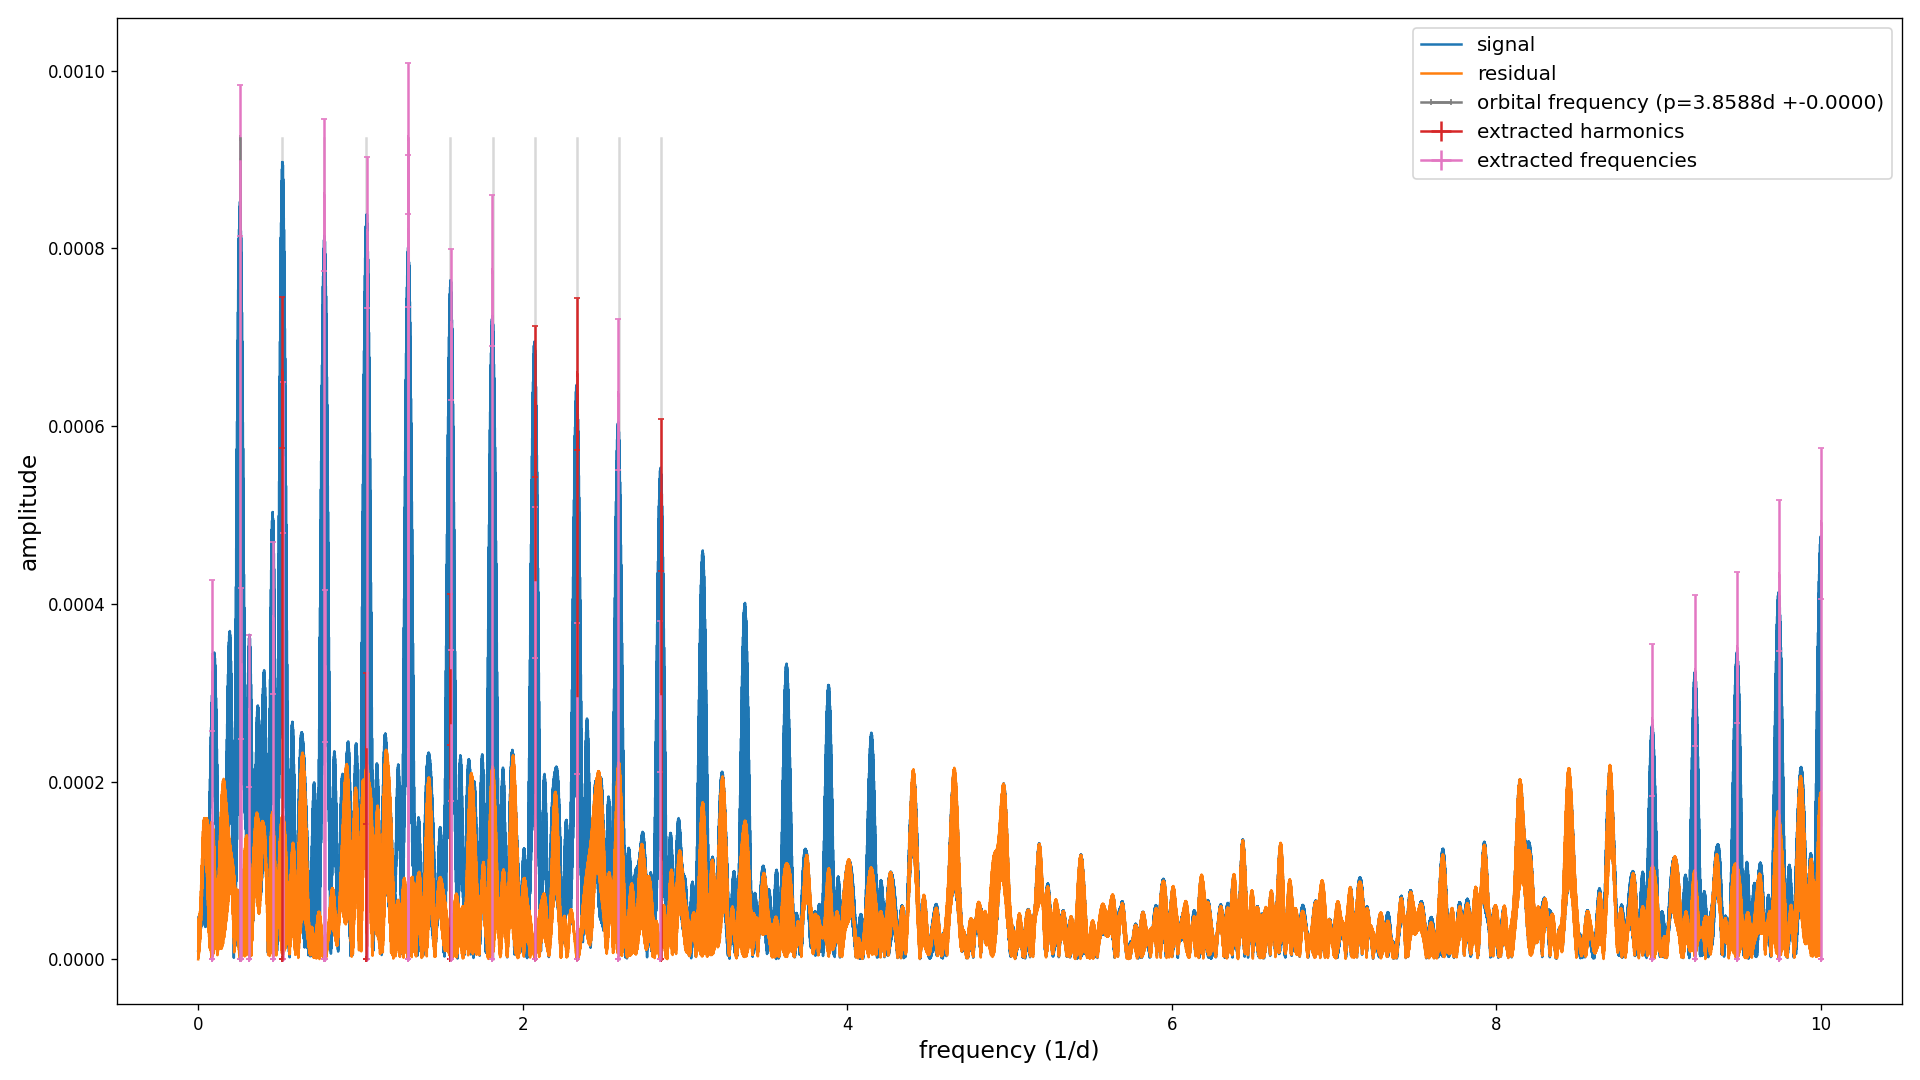 signal
residual
orbital frequency (p=3.8588d +-0.0000)
extracted harmonics
extracted frequencies
0.0010
0.0008
0.0006
0.0004
0.0002
0.0000
amplitude
0 2 4 6 8 10
frequency (1/d)